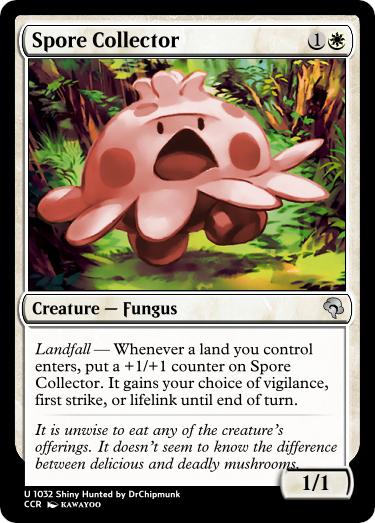 Spore Collector 1
Creature — Fungus
Landfall — Whenever a land you control
enters, put a +1/+1 counter on Spore
Collector. It gains your choice of vigilance,
first strike, or lifelink until end of turn.
It is unwise to eat any of the creature's
offerings. It doesn't seem to know the difference
between delicious and deadly mushrooms.
1/1
U 1032 Shiny Hunted by DrChipmunk
CCR KAWAYOO